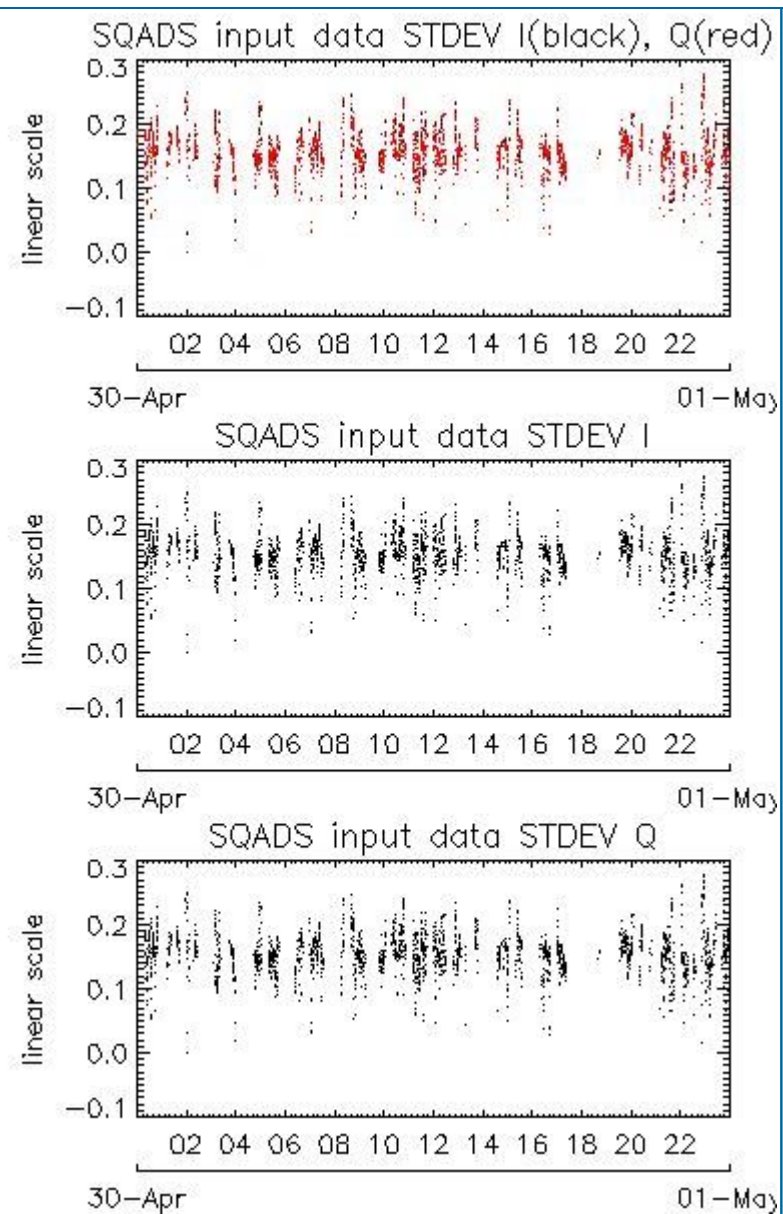 SQADS input data STDEV I(black), Q(red)
0.3
0.2
0.1
0.0
−0.1
linear scale
02 04 06 08 10 12 14 16 18 20 22
30−Apr 01−May
SQADS input data STDEV I
0.3
0.2
0.1
0.0
−0.1
linear scale
02 04 06 08 10 12 14 16 18 20 22
30−Apr 01−May
SQADS input data STDEV Q
0.3
0.2
0.1
0.0
−0.1
linear scale
02 04 06 08 10 12 14 16 18 20 22
30−Apr 01−May